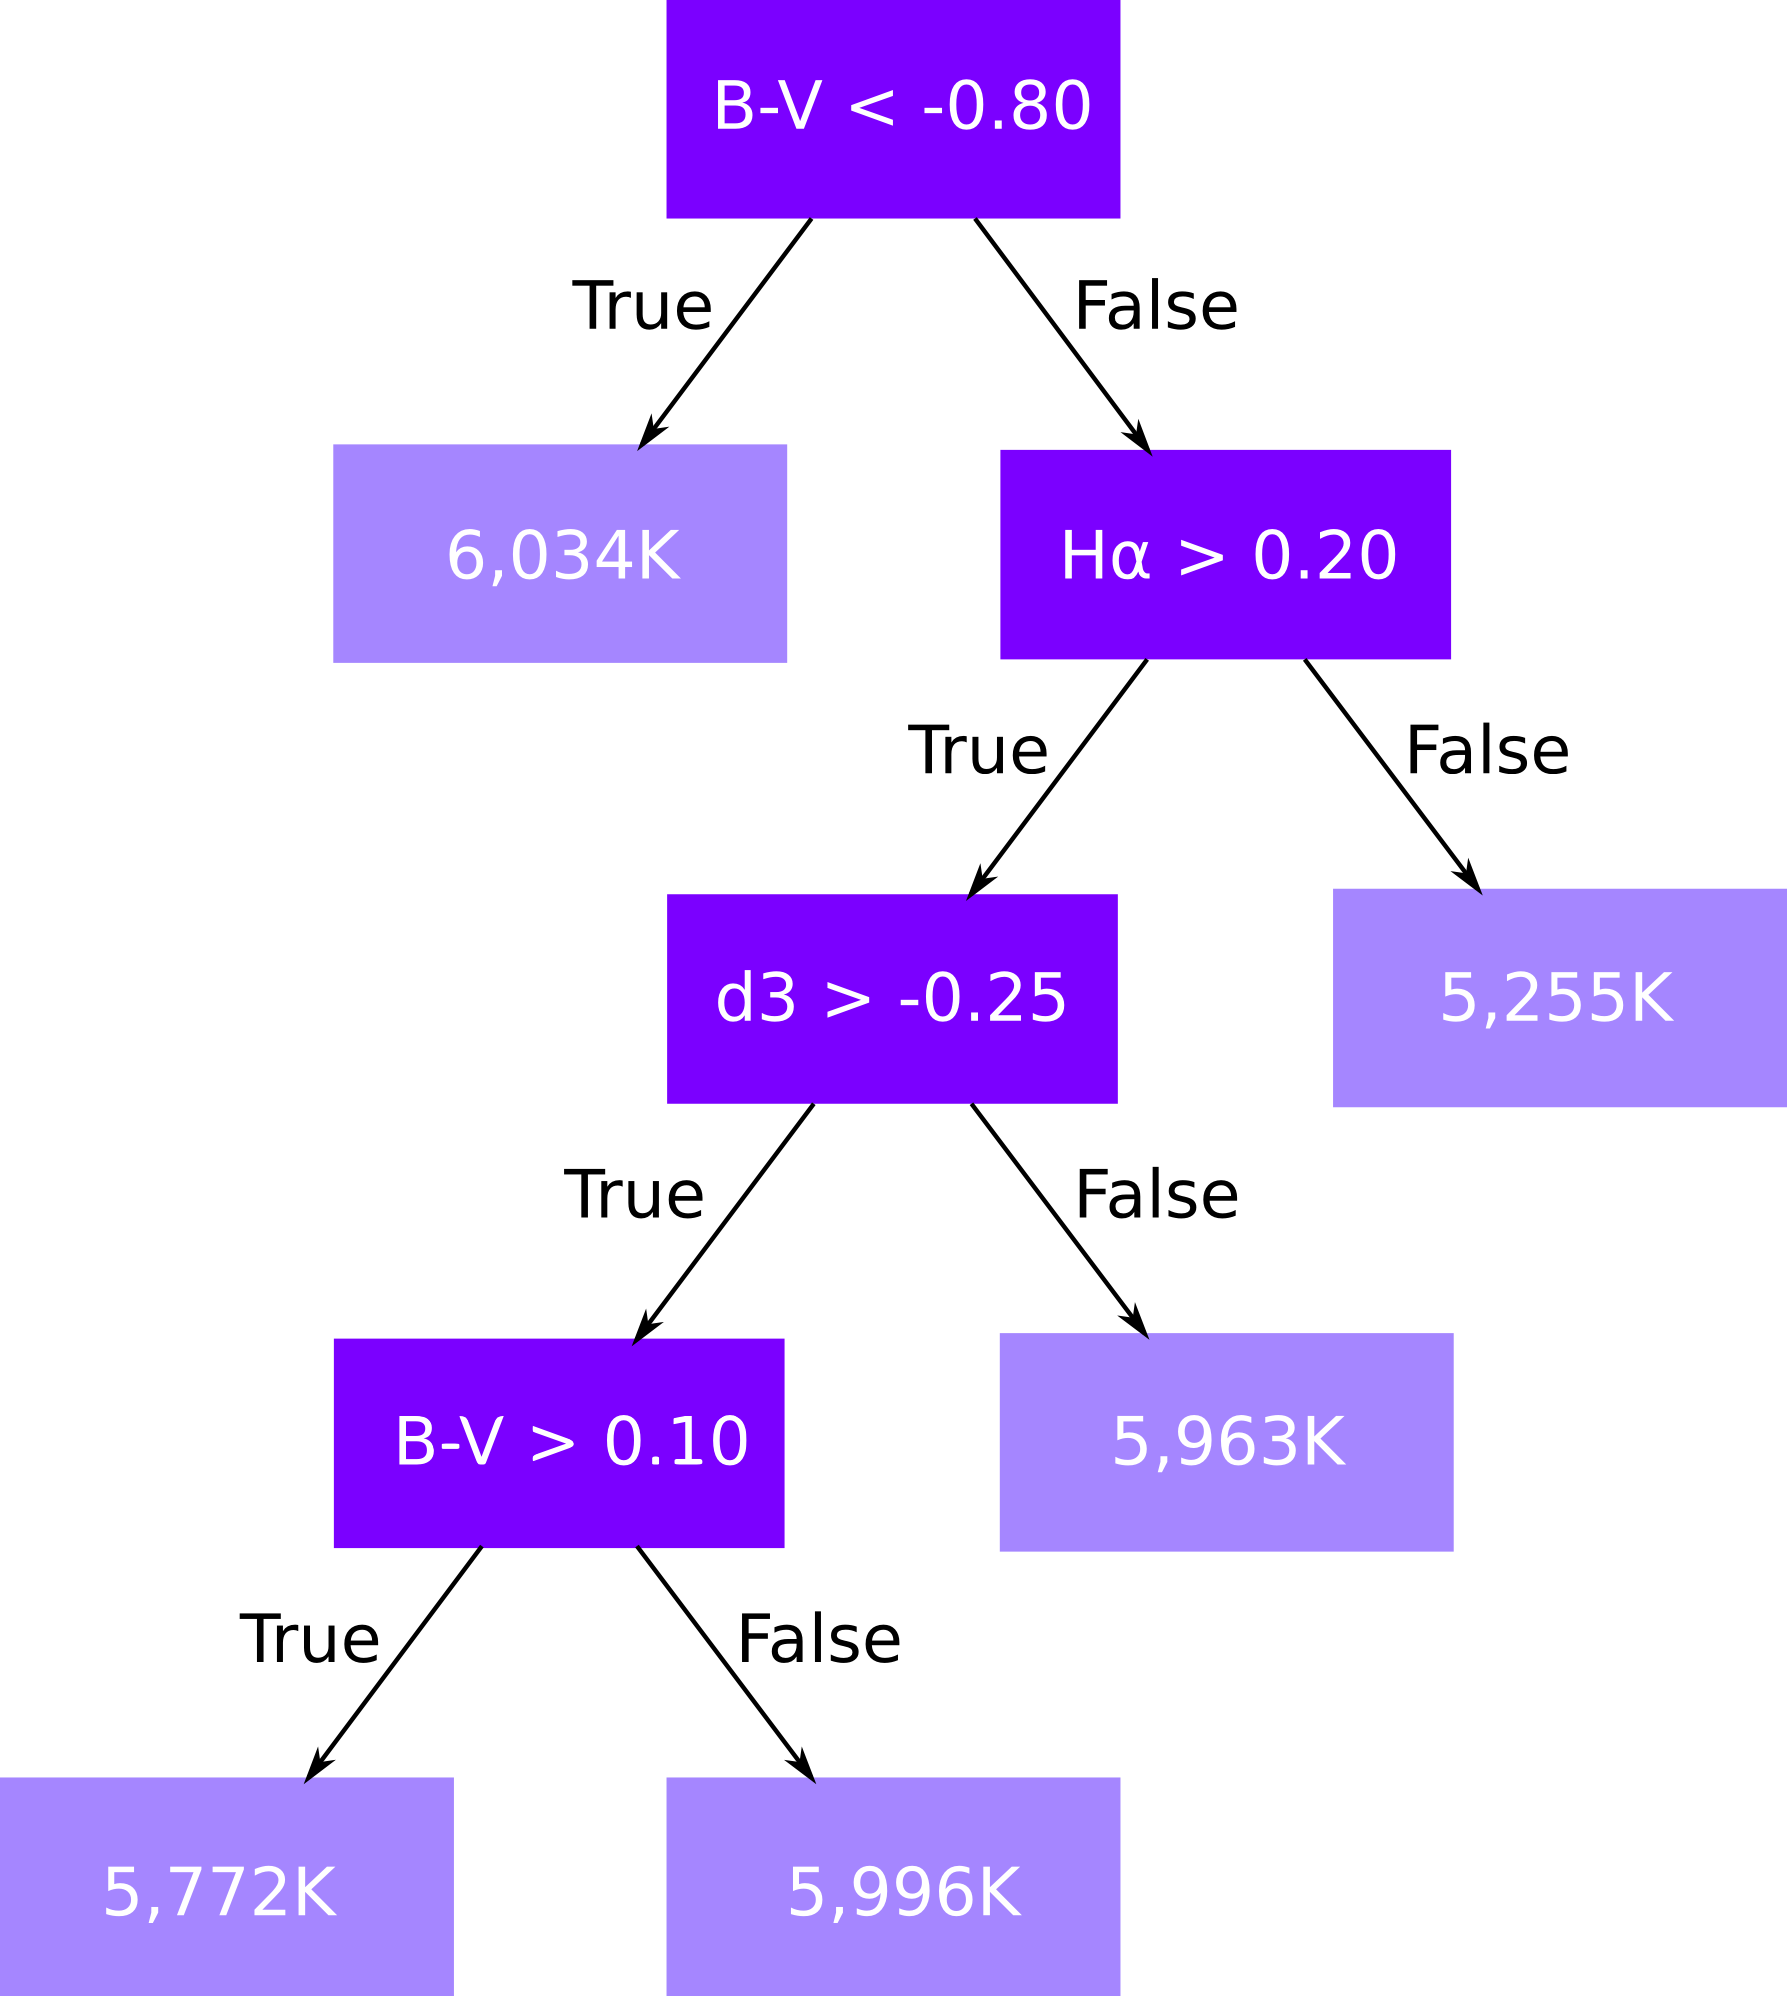 B-V < -0.80
True
False
6,034K
Hα > 0.20
True
False
d3 > -0.25
5,255K
True
False
B-V > 0.10
5,963K
True
False
5,772K
5,996K